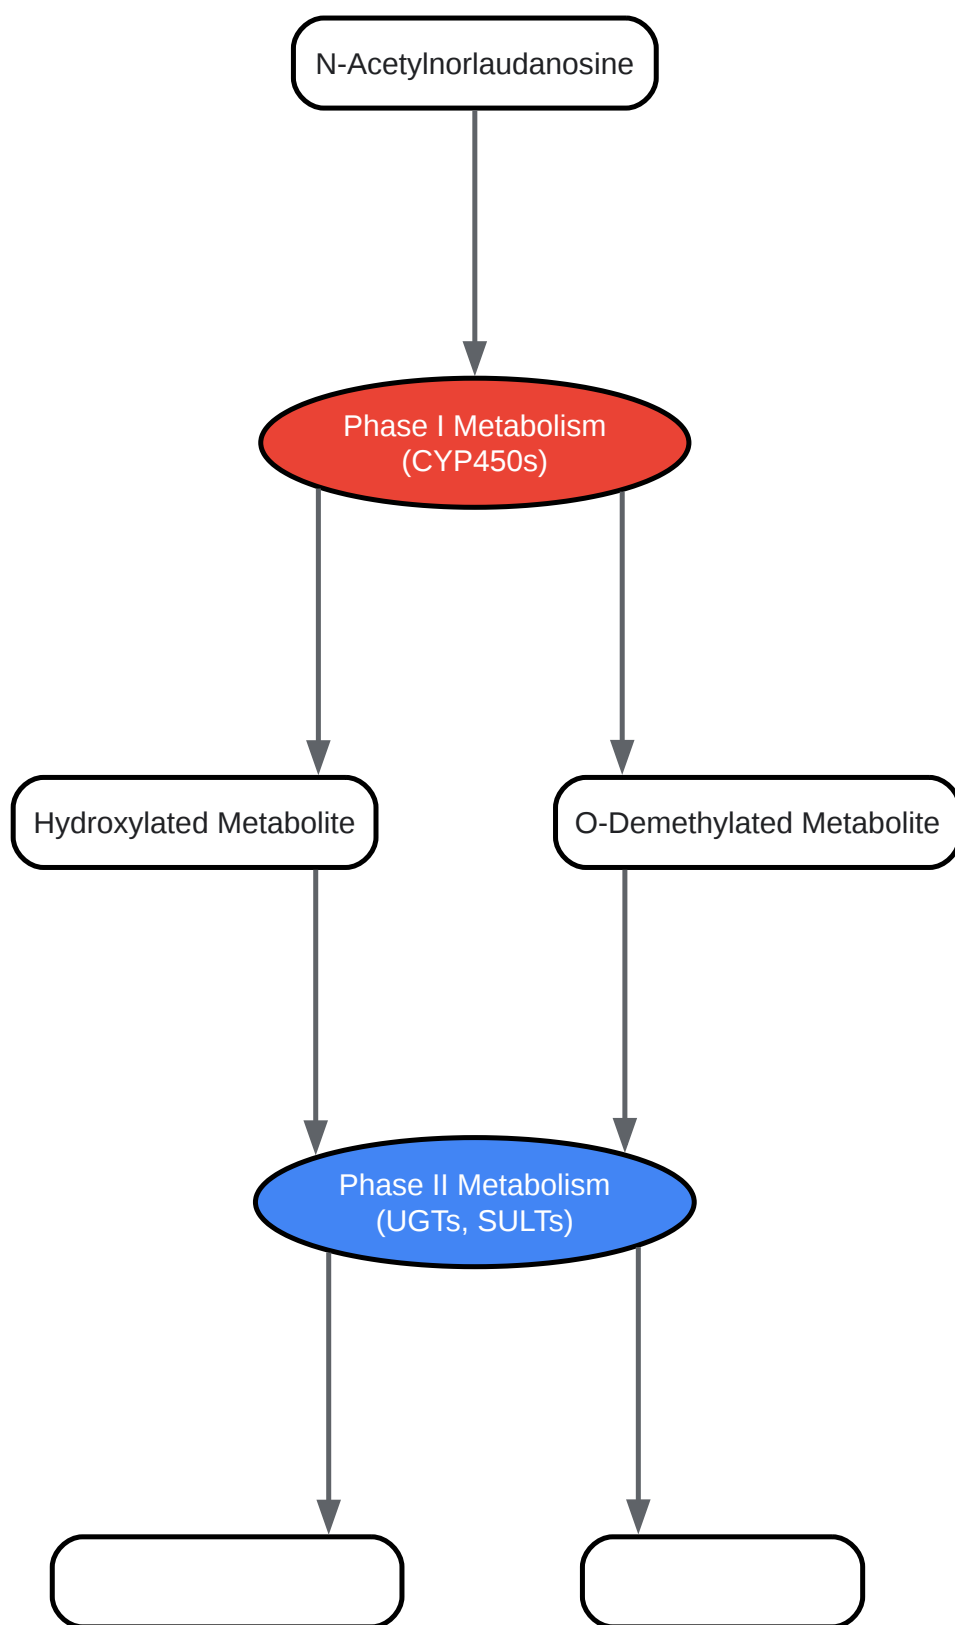 N-Acetylnorlaudanosine
Phase I Metabolism
(CYP450s)
Hydroxylated Metabolite
O-Demethylated Metabolite
Phase II Metabolism
(UGTs, SULTs)